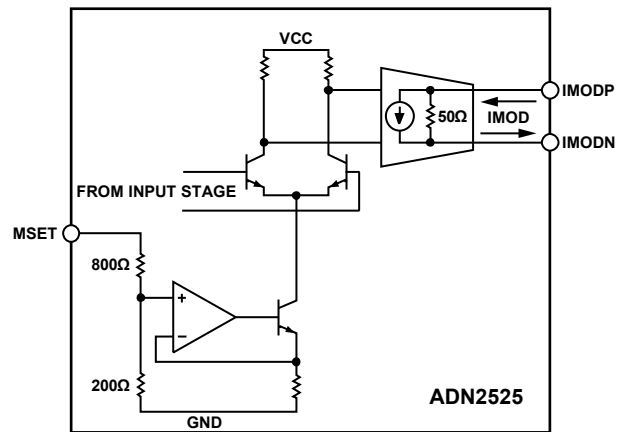 VCC
IMODP
50Ω
IMOD
IMODN
FROM INPUT STAGE
MSET
800Ω
+
–
200Ω
ADN2525
GND